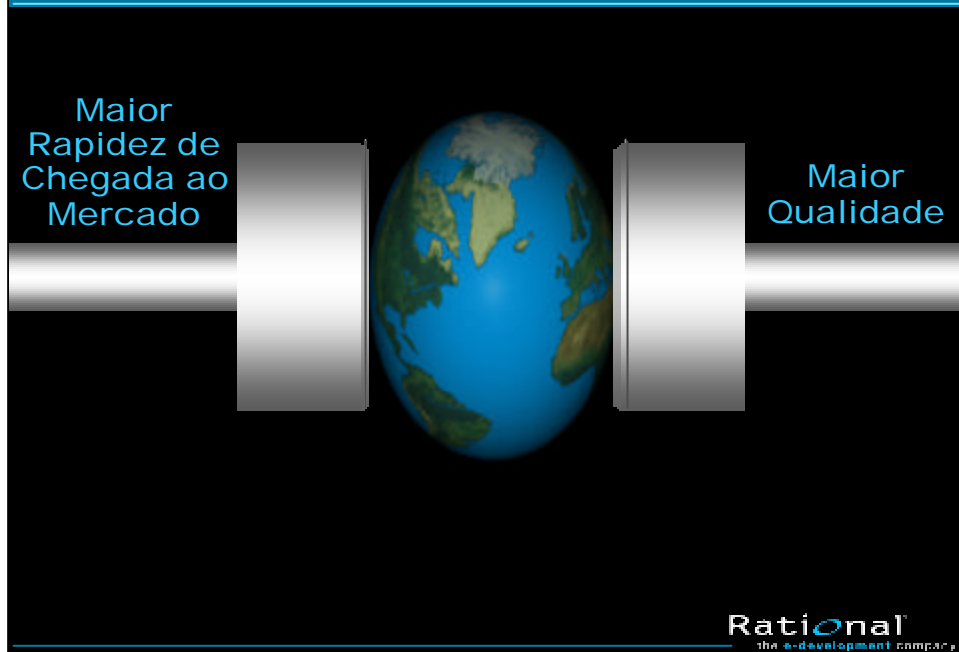 Maior
Rapidez de
Chegada ao
Mercado
Maior
Qualidade
Rational
the e-development company